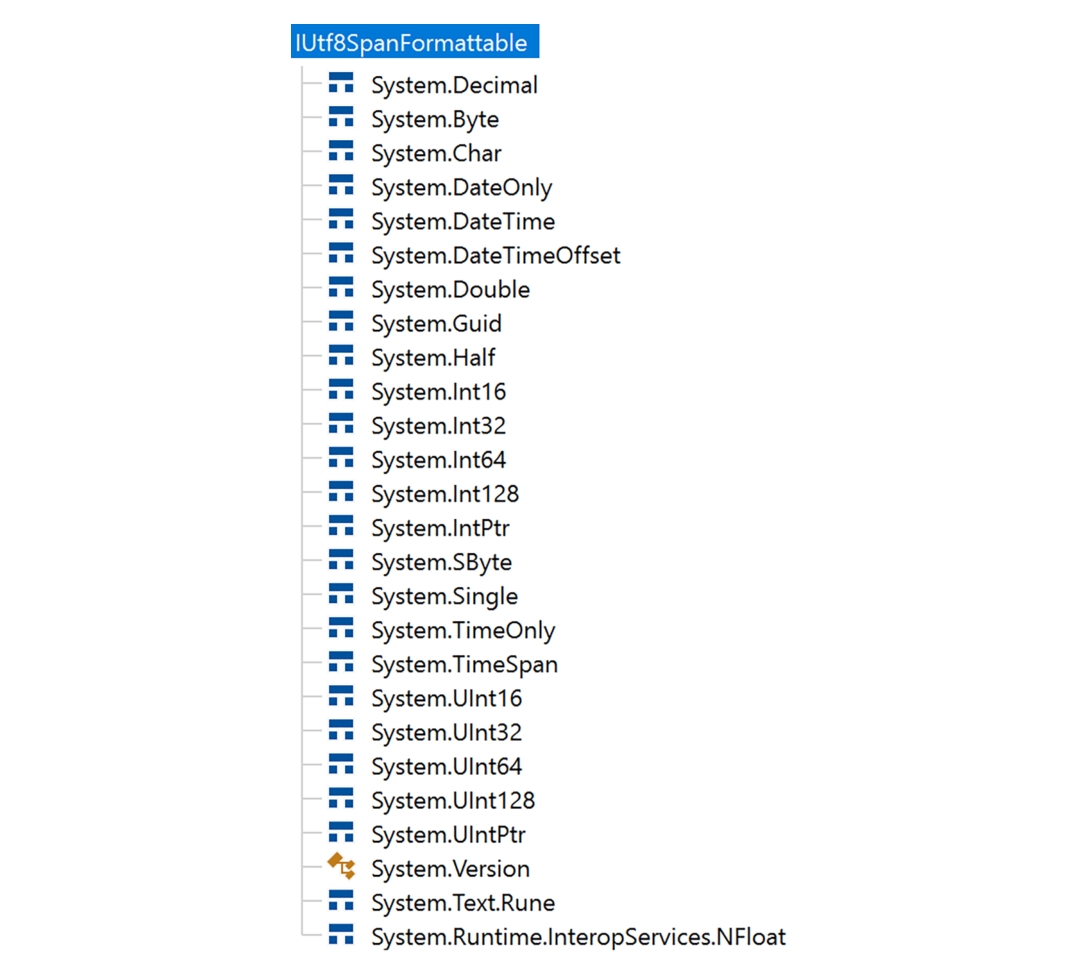 IUtf8SpanFormattable
System.Decimal
System.Byte
System.Char
System.DateOnly
System.DateTime
System.DateTimeOffset
System.Double
System.Guid
System.Half
System.Int16
System.Int32
System.Int64
System.Int128
System.IntPtr
System.SByte
System.Single
System.TimeOnly
System.TimeSpan
System.UInt16
System.UInt32
System.UInt64
System.UInt128
System.UIntPtr
System.Version
System.Text.Rune
System.Runtime.InteropServices.NFloat